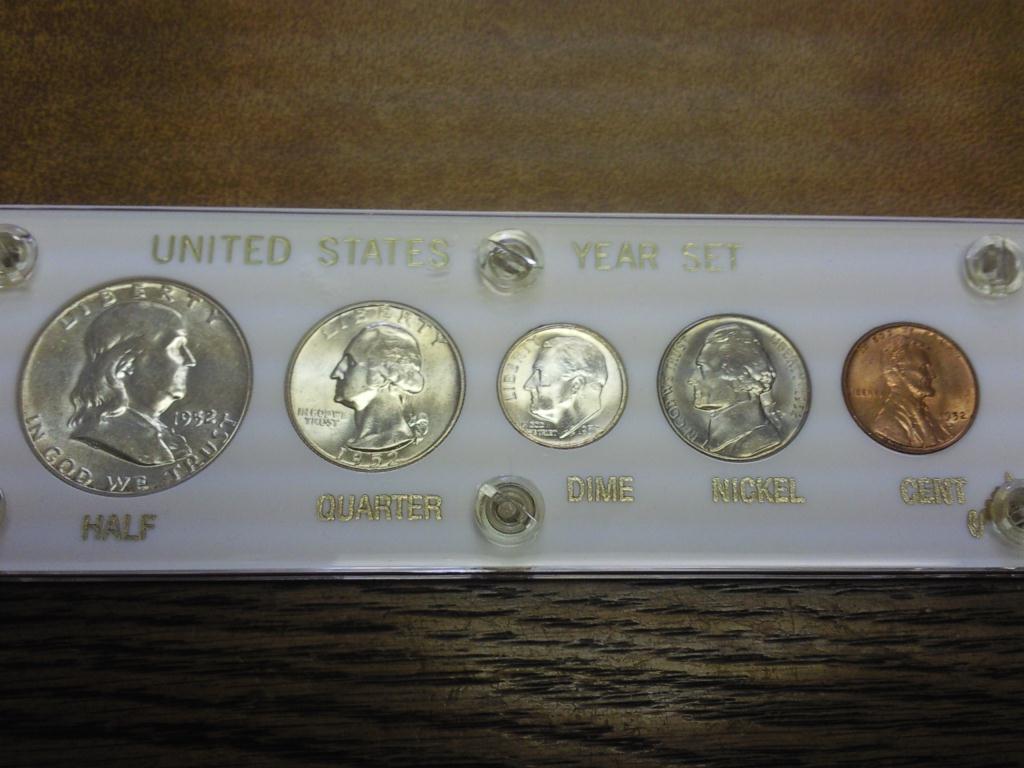 UNITED STATES YEAR SET
LIBERTY
1952
IN GOD WE TRUST
HALF
LIBERTY
IN GOD WE
TRUST
1952
QUARTER
LIBERTY
DIME
NICKEL
LIBERTY
1952
CENT